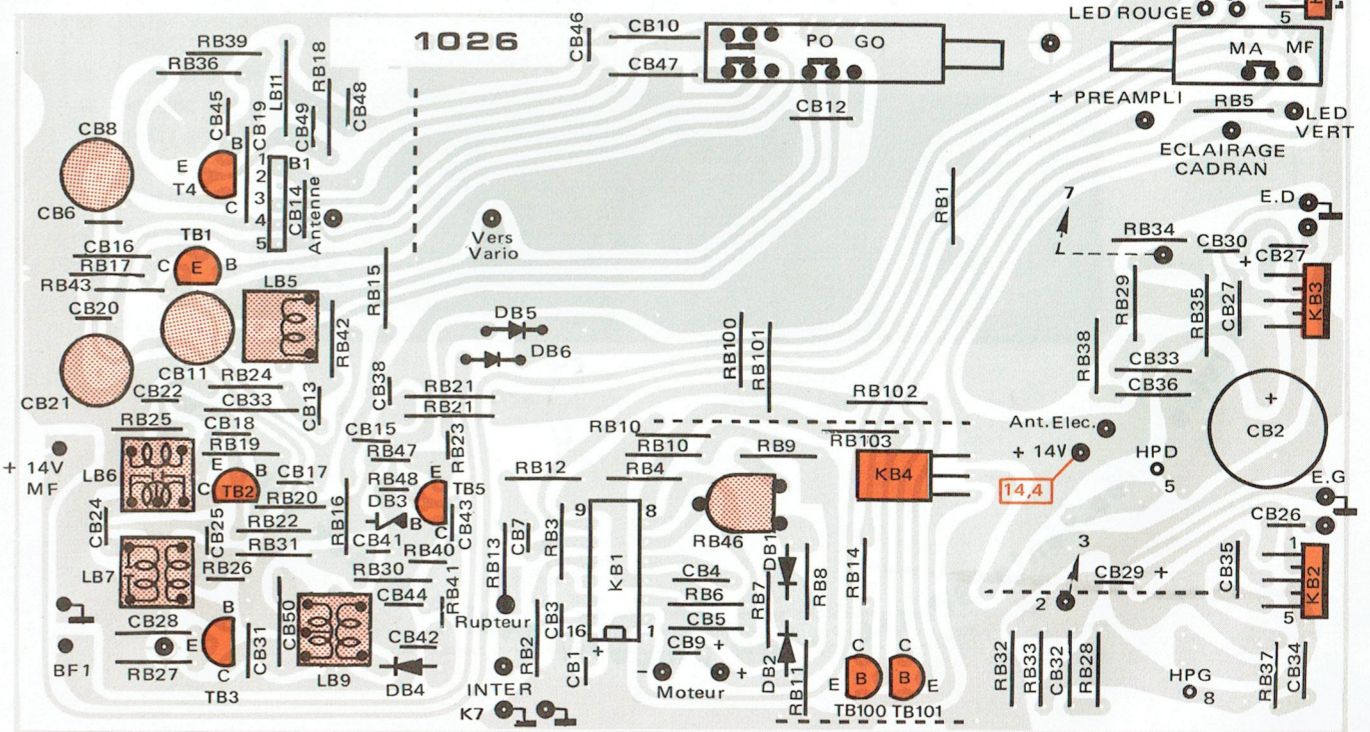 1026
LED ROUGE
5
RB39
RB36
LB11
RB18
CB46
CB10
PO GO
CB47
MA MF
CB45
CB19
CB49
CB48
CB12
+ PREAMPLI
RB5
LED
VERT
ECLAIRAGE
CADRAN
CB8
B
E
T4
C
1
2
3
4
5
B1
CB14
Antenne
CB6
Vers
Vario
RB1
7
E.D
TB1
C E B
CB16
RB17
RB43
CB20
LB5
RB15
RB34
CB30
+
CB27
RB29
RB35
CB27
KB3
RB42
DB5
DB6
RB100
RB101
RB38
CB11
CB21
CB22
RB24
CB33
CB13
CB38
RB21
RB21
CB33
CB36
RB102
+
CB2
RB25
CB18
RB19
CB15
RB47
RB23
RB10
RB10
RB9
RB103
Ant.Elec.
+ 14V
14,4
HPD
5
+ 14V
MF
LB6
E
B
C
TB2
CB17
RB20
RB48
DB3
E
TB5
B
C
RB12
RB4
KB4
E.G
CB24
CB25
RB22
RB31
RB16
CB41
RB40
CB43
CB7
RB3
9
8
KB1
16
1
RB46
DB1
CB26
LB7
RB26
RB30
CB44
RB41
RB13
Rupteur
CB4
RB6
CB5
CB9 +
RB7
RB8
RB14
3
2
CB29 +
CB35
1
KB2
5
BF1
CB28
RB27
B
E
C
TB3
CB31
CB50
LB9
CB42
DB4
RB2
CB3
CB1
+
INTER
K7
-
+
Moteur
DB2
RB11
C
B
E
TB100
C
B
E
TB101
RB32
RB33
CB32
RB28
HPG
8
RB37
CB34